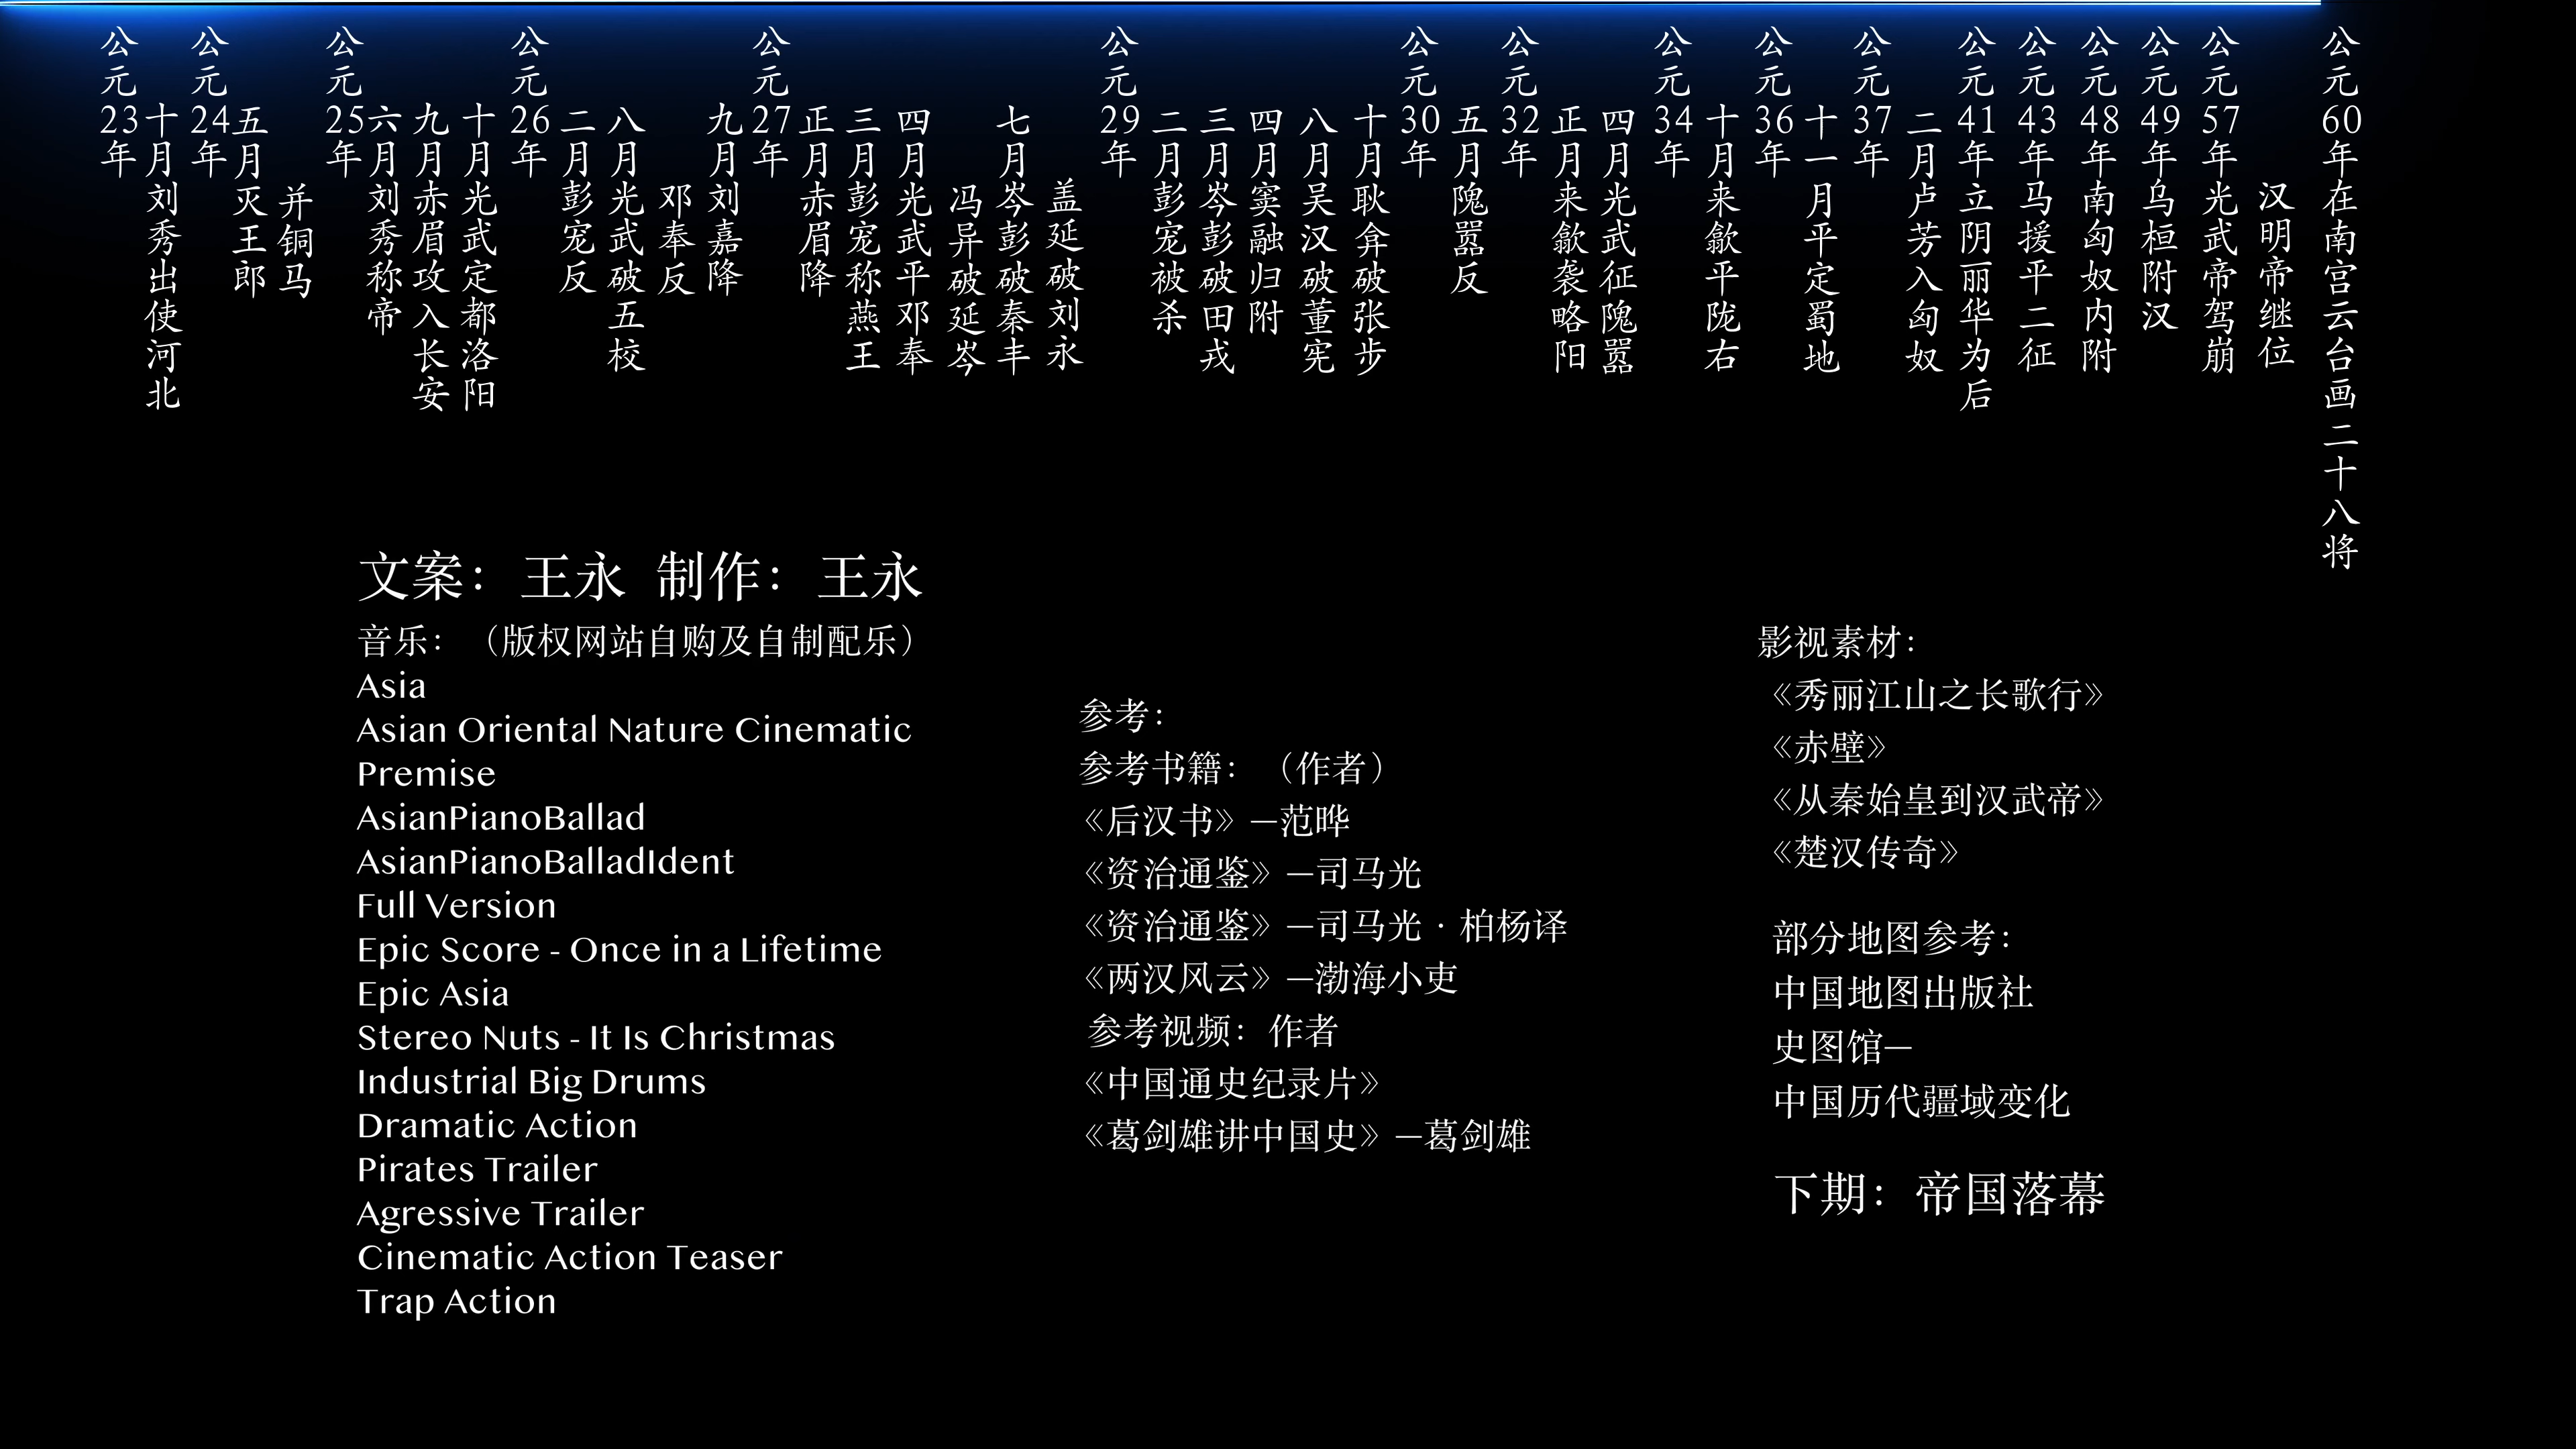 公元23年
十月刘秀出使河北
公元24年
五月灭王郎
并铜马
公元25年
六月刘秀称帝
九月赤眉攻入长安
十月光武定都洛阳
公元26年
二月彭宠反
八月光武破五校
邓奉反
九月刘嘉降
公元27年
正月赤眉降
三月彭宠称燕王
四月光武平邓奉
冯异破延岑
七月岑彭破秦丰
盖延破刘永
公元29年
二月彭宠被杀
三月岑彭破田戎
四月窦融归附
八月吴汉破董宪
十月耿弇破张步
公元30年
五月隗嚣反
公元32年
正月来歙袭略阳
四月光武征隗嚣
公元34年
十月来歙平陇右
公元36年
十一月平定蜀地
公元37年
二月卢芳入匈奴
公元41年立阴丽华为后
公元43年马援平二征
公元48年南匈奴内附
公元49年乌桓附汉
公元57年光武帝驾崩
汉明帝继位
公元60年在南宫云台画二十八将
文案：王永 制作：王永
音乐：（版权网站自购及自制配乐）
Asia
Asian Oriental Nature Cinematic
Premise
AsianPianoBallad
AsianPianoBalladIdent
Full Version
Epic Score - Once in a Lifetime
Epic Asia
Stereo Nuts - It Is Christmas
Industrial Big Drums
Dramatic Action
Pirates Trailer
Agressive Trailer
Cinematic Action Teaser
Trap Action
参考：
参考书籍：（作者）
《后汉书》—范晔
《资治通鉴》—司马光
《资治通鉴》—司马光·柏杨译
《两汉风云》—渤海小吏
参考视频：作者
《中国通史纪录片》
《葛剑雄讲中国史》—葛剑雄
影视素材：
《秀丽江山之长歌行》
《赤壁》
《从秦始皇到汉武帝》
《楚汉传奇》
部分地图参考：
中国地图出版社
史图馆—
中国历代疆域变化
下期：帝国落幕